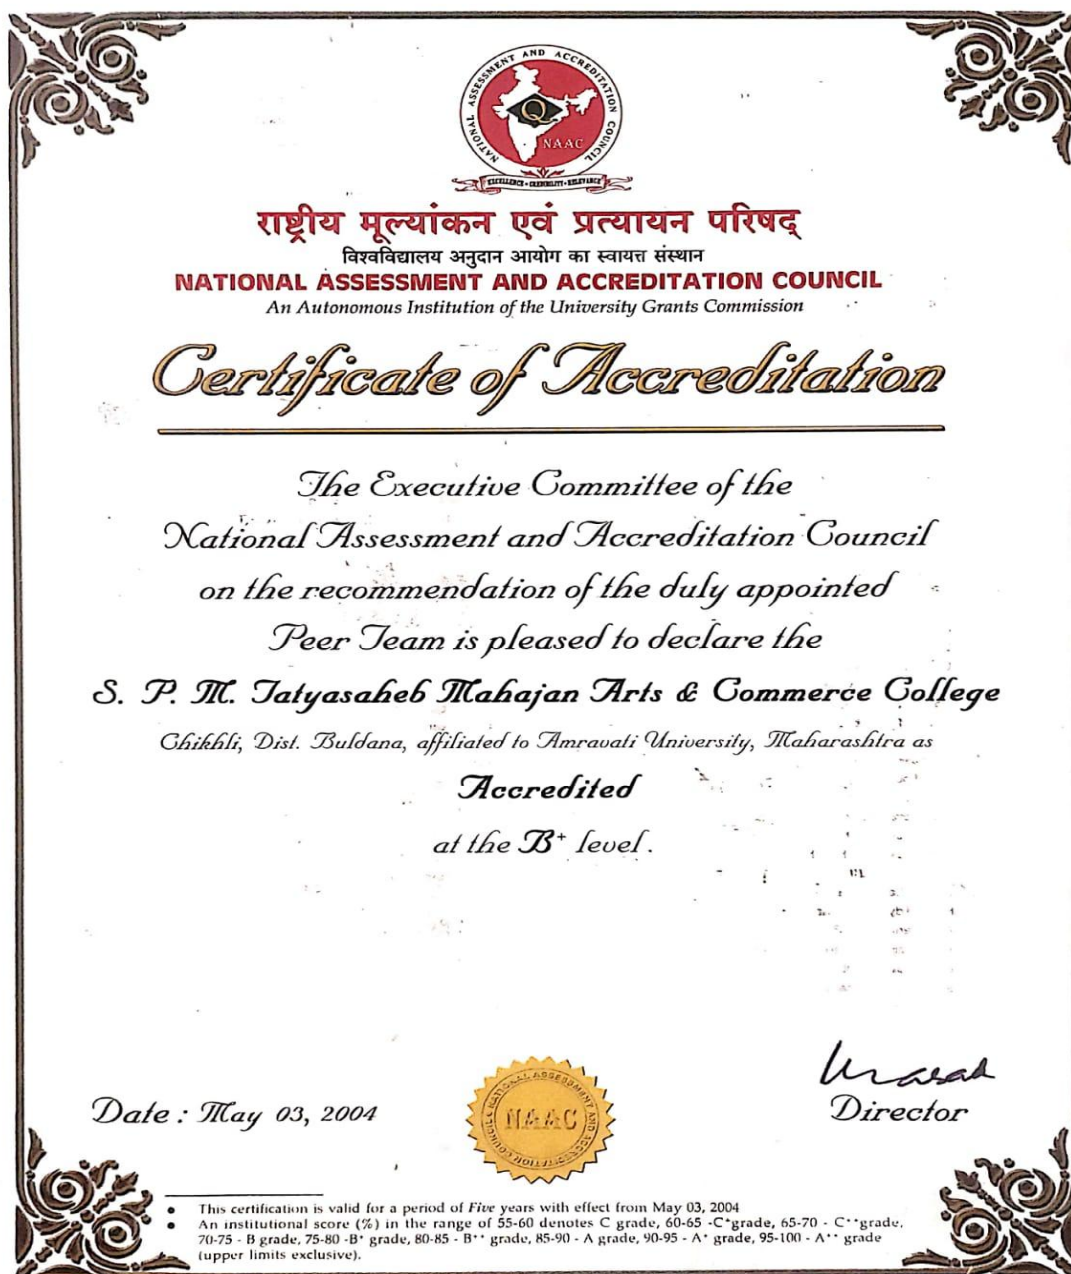 NATIONAL ASSESSMENT AND ACCREDITATION COUNCIL
Q
NAAC
EXCELLENCE • CREDIBILITY • RELEVANCE
राष्ट्रीय मूल्यांकन एवं प्रत्यायन परिषद्
विश्वविद्यालय अनुदान आयोग का स्वायत्त संस्थान
NATIONAL ASSESSMENT AND ACCREDITATION COUNCIL
An Autonomous Institution of the University Grants Commission
Certificate of Accreditation
The Executive Committee of the
National Assessment and Accreditation Council
on the recommendation of the duly appointed
Peer Team is pleased to declare the
S. P. M. Tatyasaheb Mahajan Arts & Commerce College
Chikhli, Dist. Buldana, affiliated to Amravati University, Maharashtra as
Accredited
at the B⁺ level.
Date : May 03, 2004
NATIONAL ASSESSMENT AND ACCREDITATION COUNCIL
NAAC
Director
• This certification is valid for a period of Five years with effect from May 03, 2004
• An institutional score (%) in the range of 55-60 denotes C grade, 60-65 -C⁺grade, 65-70 - C⁺⁺grade,
70-75 - B grade, 75-80 -B⁺ grade, 80-85 - B⁺⁺ grade, 85-90 - A grade, 90-95 - A⁺ grade, 95-100 - A⁺⁺ grade
(upper limits exclusive).